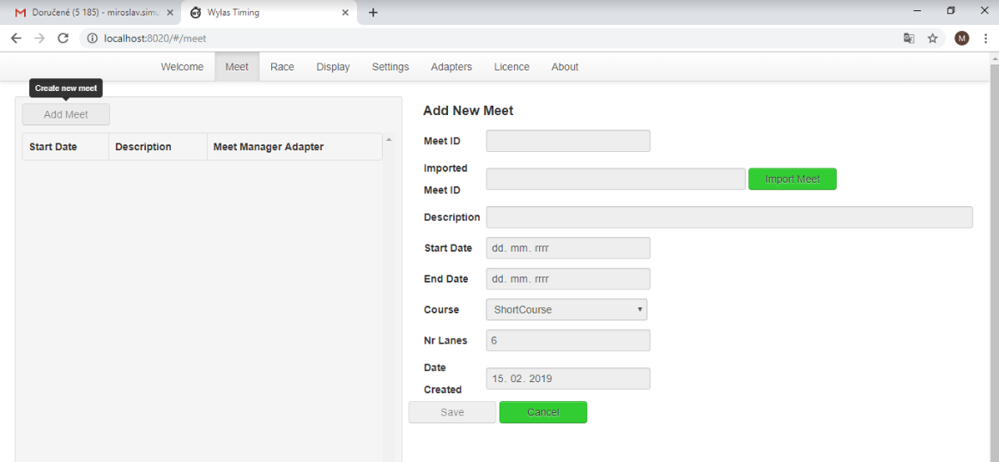 Doručené (5 185) - miroslav.simu
Wylas Timing
localhost:8020/#/meet
M
Welcome Meet Race Display Settings Adapters Licence About
Create new meet
Add Meet
Start Date Description Meet Manager Adapter
Add New Meet
Meet ID
Imported
Meet ID
Import Meet
Description
Start Date dd. mm. rrrr
End Date dd. mm. rrrr
Course ShortCourse
Nr Lanes 6
Date
Created
15. 02. 2019
Save Cancel